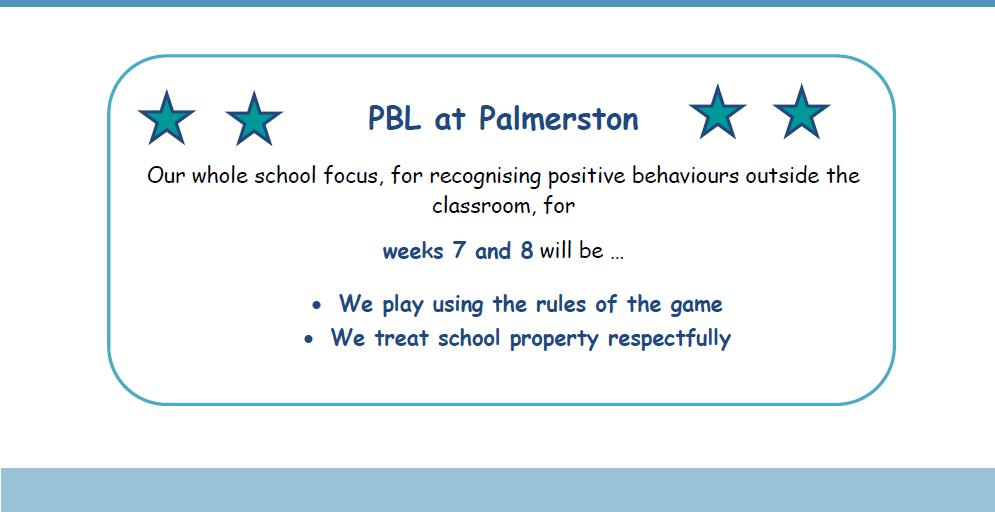 PBL at Palmerston
Our whole school focus, for recognising positive behaviours outside the
classroom, for
weeks 7 and 8 will be ...
• We play using the rules of the game
• We treat school property respectfully